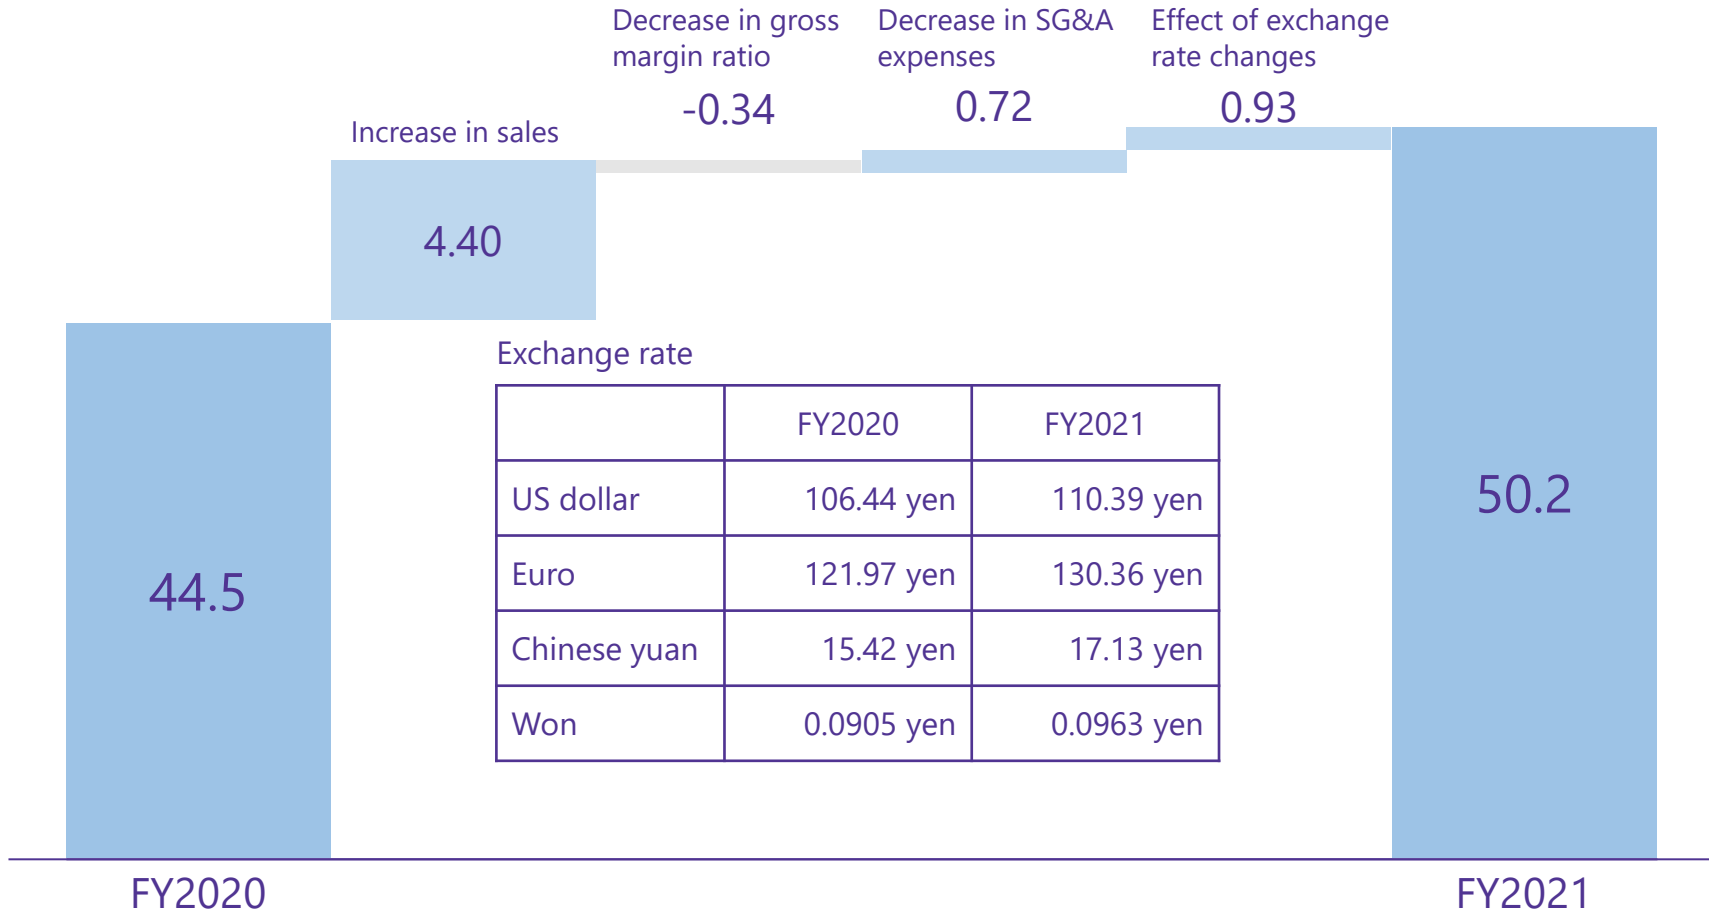 Decrease in gross
margin ratio
-0.34
Decrease in SG&A
expenses
0.72
Effect of exchange
rate changes
0.93
Increase in sales
4.40
44.5
50.2
Exchange rate
FY2020 FY2021
US dollar 106.44 yen 110.39 yen
Euro 121.97 yen 130.36 yen
Chinese yuan 15.42 yen 17.13 yen
Won 0.0905 yen 0.0963 yen
FY2020
FY2021